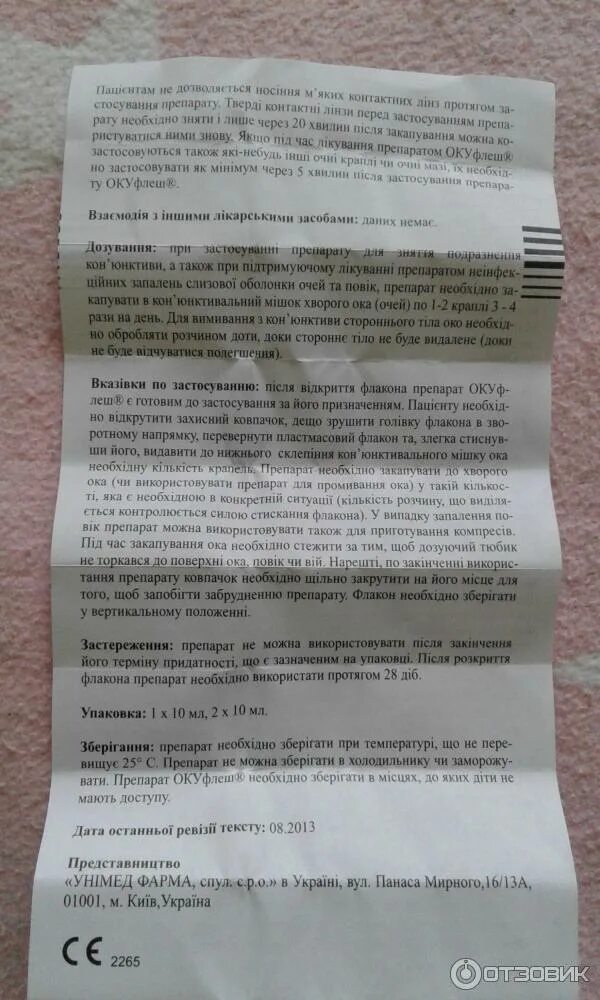 Пацієнтам не дозволяється носіння м'яких контактних лінз протягом за-
стосування препарату. Тверді контактні лінзи перед застосуванням препа-
рату необхідно зняти і лише через 20 хвилин після закапування можна ко-
ристуватися ними знову. Якщо під час лікування препаратом ОКУфлеш®
застосовуються також які-небудь інші очні краплі чи очні мазі, їх необхід-
но застосовувати як мінімум через 5 хвилин після застосування препара-
ту ОКУфлеш®.
Взаємодія з іншими лікарськими засобами: даних немає.
Дозування: при застосуванні препарату для зняття подразнення
кон'юнктиви, а також при підтримуючому лікуванні препаратом неінфек-
ційних запалень слизової оболонки очей та повік, препарат необхідно за-
капувати в кон'юнктивальний мішок хворого ока (очей) по 1-2 краплі 3 - 4
рази на день. Для вимивання з кон'юнктиви стороннього тіла око необхід-
но обробляти розчином доти, доки стороннє тіло не буде видалене (доки
не буде відчуватися полегшення).
Вказівки по застосуванню: після відкриття флакона препарат ОКУф-
леш® є готовим до застосування за його призначенням. Пацієнту необхід-
но відкрутити захисний ковпачок, дещо зрушити голівку флакона в зво-
ротному напрямку, перевернути пластмасовий флакон та, злегка стиснув-
ши його, видавити до нижнього склепіння кон'юнктивального мішку ока
необхідну кількість крапель. Препарат необхідно закапувати до хворого
ока (чи використовувати препарат для промивання ока) у такій кількос-
ті, яка є необхідною в конкретній ситуації (кількість розчину, що виділя-
ється контролюється силою стискання флакона). У випадку запалення по-
вік препарат можна використовувати також для приготування компресів.
Під час закапування ока необхідно стежити за тим, щоб дозуючий тюбик
не торкався до поверхні ока, повік чи вій. Нарешті, по закінченні викорис-
тання препарату ковпачок необхідно щільно закрутити на його місце для
того, щоб запобігти забрудненню препарату. Флакон необхідно зберігати
у вертикальному положенні.
Застереження: препарат не можна використовувати після закінчення
його терміну придатності, що є зазначеним на упаковці. Після розкриття
флакона препарат необхідно використати протягом 28 діб.
Упаковка: 1 х 10 мл, 2 х 10 мл.
Зберігання: препарат необхідно зберігати при температурі, що не пере-
вищує 25° С. Препарат не можна зберігати в холодильнику чи заморожу-
вати. Препарат ОКУфлеш® необхідно зберігати в місцях, до яких діти не
мають доступу.
Дата останньої ревізії тексту: 08.2013
Представництво
«УНІМЕД ФАРМА, спул. с.р.о.» в Україні, вул. Панаса Мирного,16/13А,
01001, м. Київ,Україна
CE 2265
ОТЗОВИК